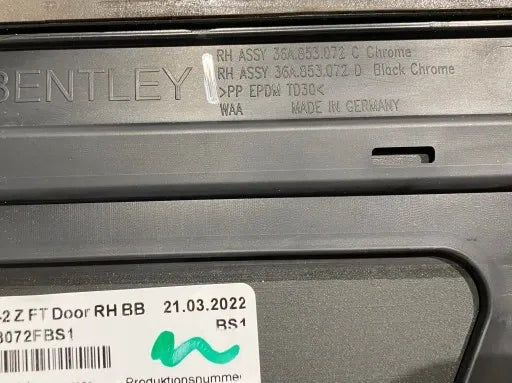 RH ASSY 36A.853.072 C Chrome
RH ASSY 36A.853.072 D Black Chrome
BENTLEY
>PP EPDM TD30<
WAA MADE IN GERMANY
-2 Z FT Door RH BB 21.03.2022
3072FBS1
BS1
Produktionsnummer